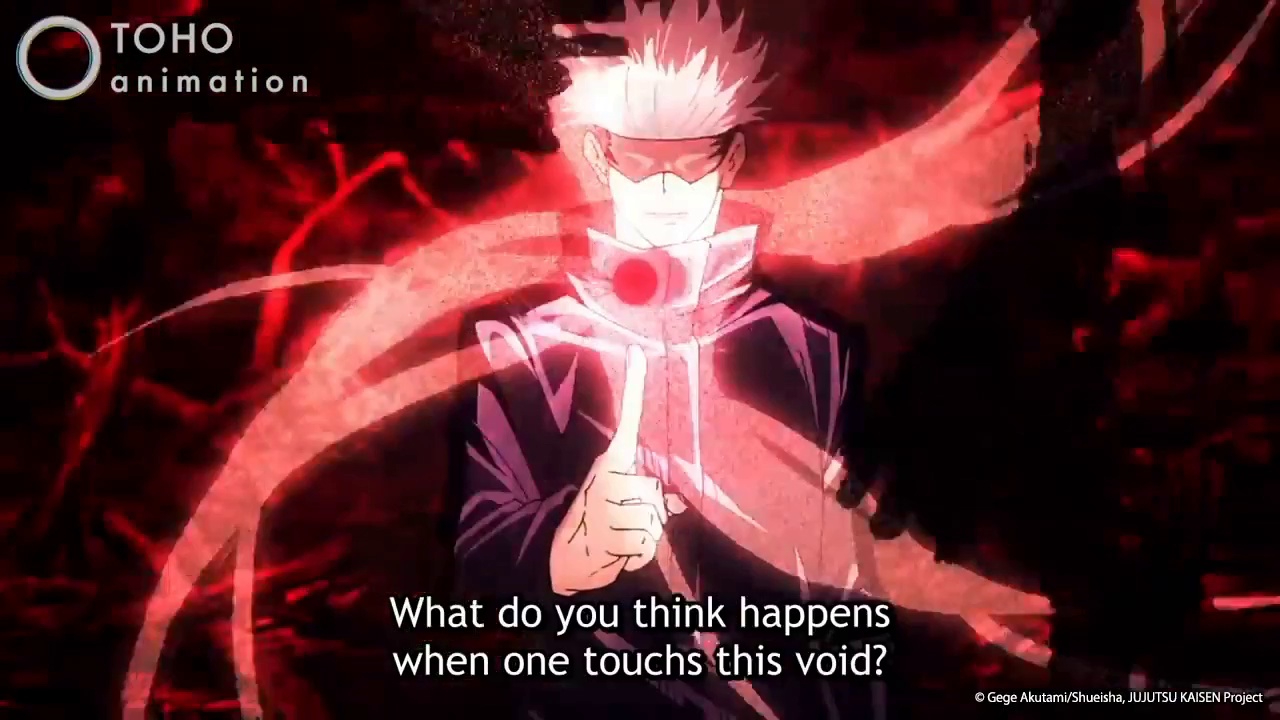 TOHO
animation
What do you think happens
when one touchs this void?
© Gege Akutami/Shueisha, JUJUTSU KAISEN Project